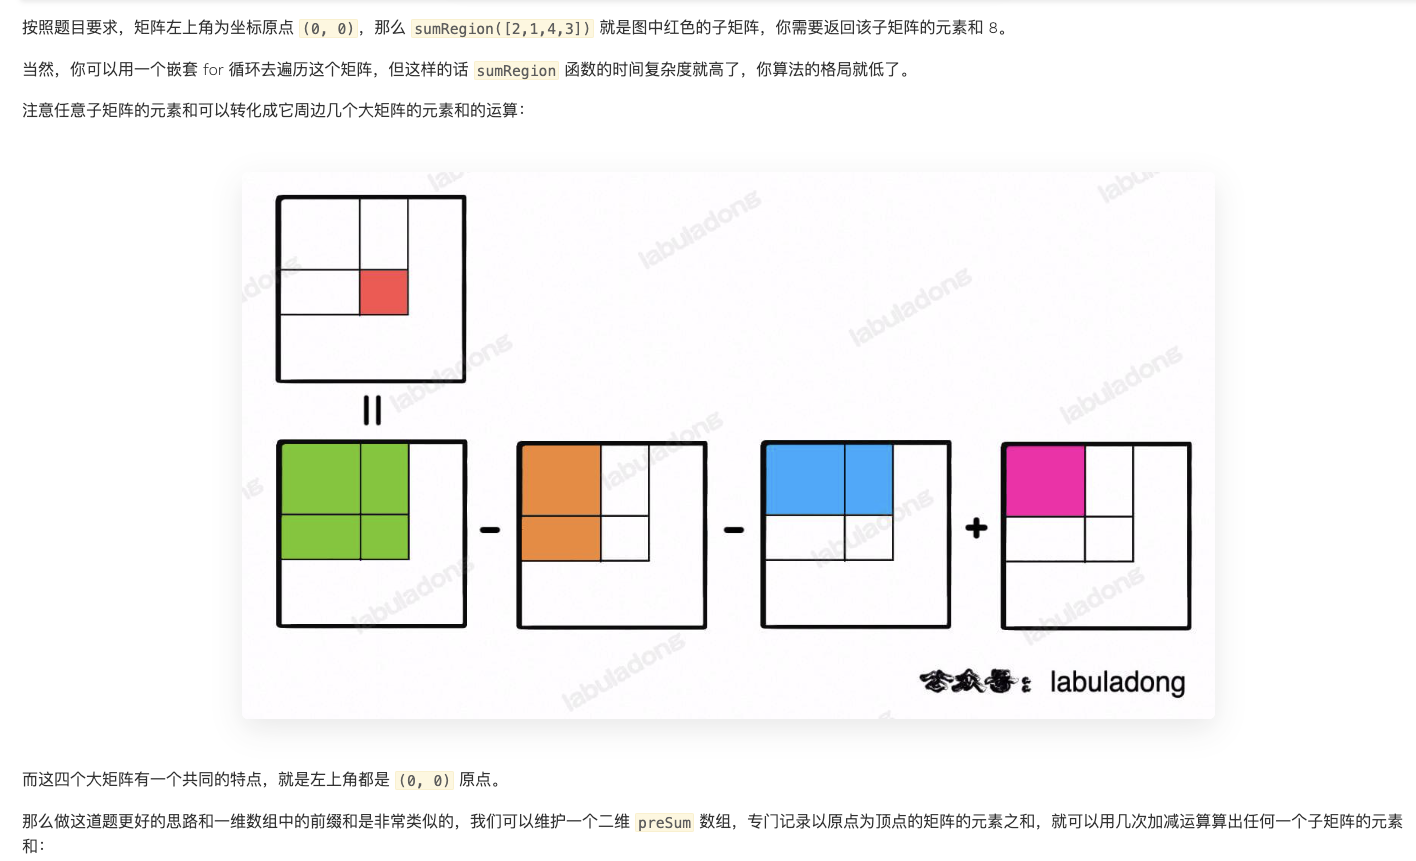 按照题目要求，矩阵左上角为坐标原点 (0, 0)，那么 sumRegion([2,1,4,3]) 就是图中红色的子矩阵，你需要返回该子矩阵的元素和 8。
当然，你可以用一个嵌套 for 循环去遍历这个矩阵，但这样的话 sumRegion 函数的时间复杂度就高了，你算法的格局就低了。
注意任意子矩阵的元素和可以转化成它周边几个大矩阵的元素和的运算：
labuladong
labuladong
labuladong
labuladong
labuladong
labuladong
labuladong
labuladong
labuladong
公众号： labuladong
而这四个大矩阵有一个共同的特点，就是左上角都是 (0, 0) 原点。
那么做这道题更好的思路和一维数组中的前缀和是非常类似的，我们可以维护一个二维 preSum 数组，专门记录以原点为顶点的矩阵的元素之和，就可以用几次加减运算算出任何一个子矩阵的元素
和：